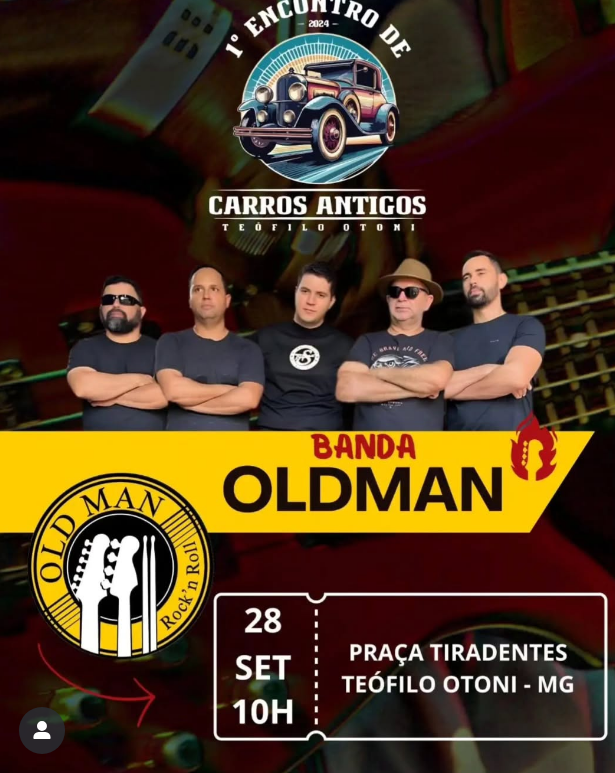 1º ENCONTRO DE
- 2024 -
CARROS ANTIGOS
TEÓFILO OTONI
BANDA
OLDMAN
OLD MAN
Rock'n Roll
28
SET
10H
PRAÇA TIRADENTES
TEÓFILO OTONI - MG